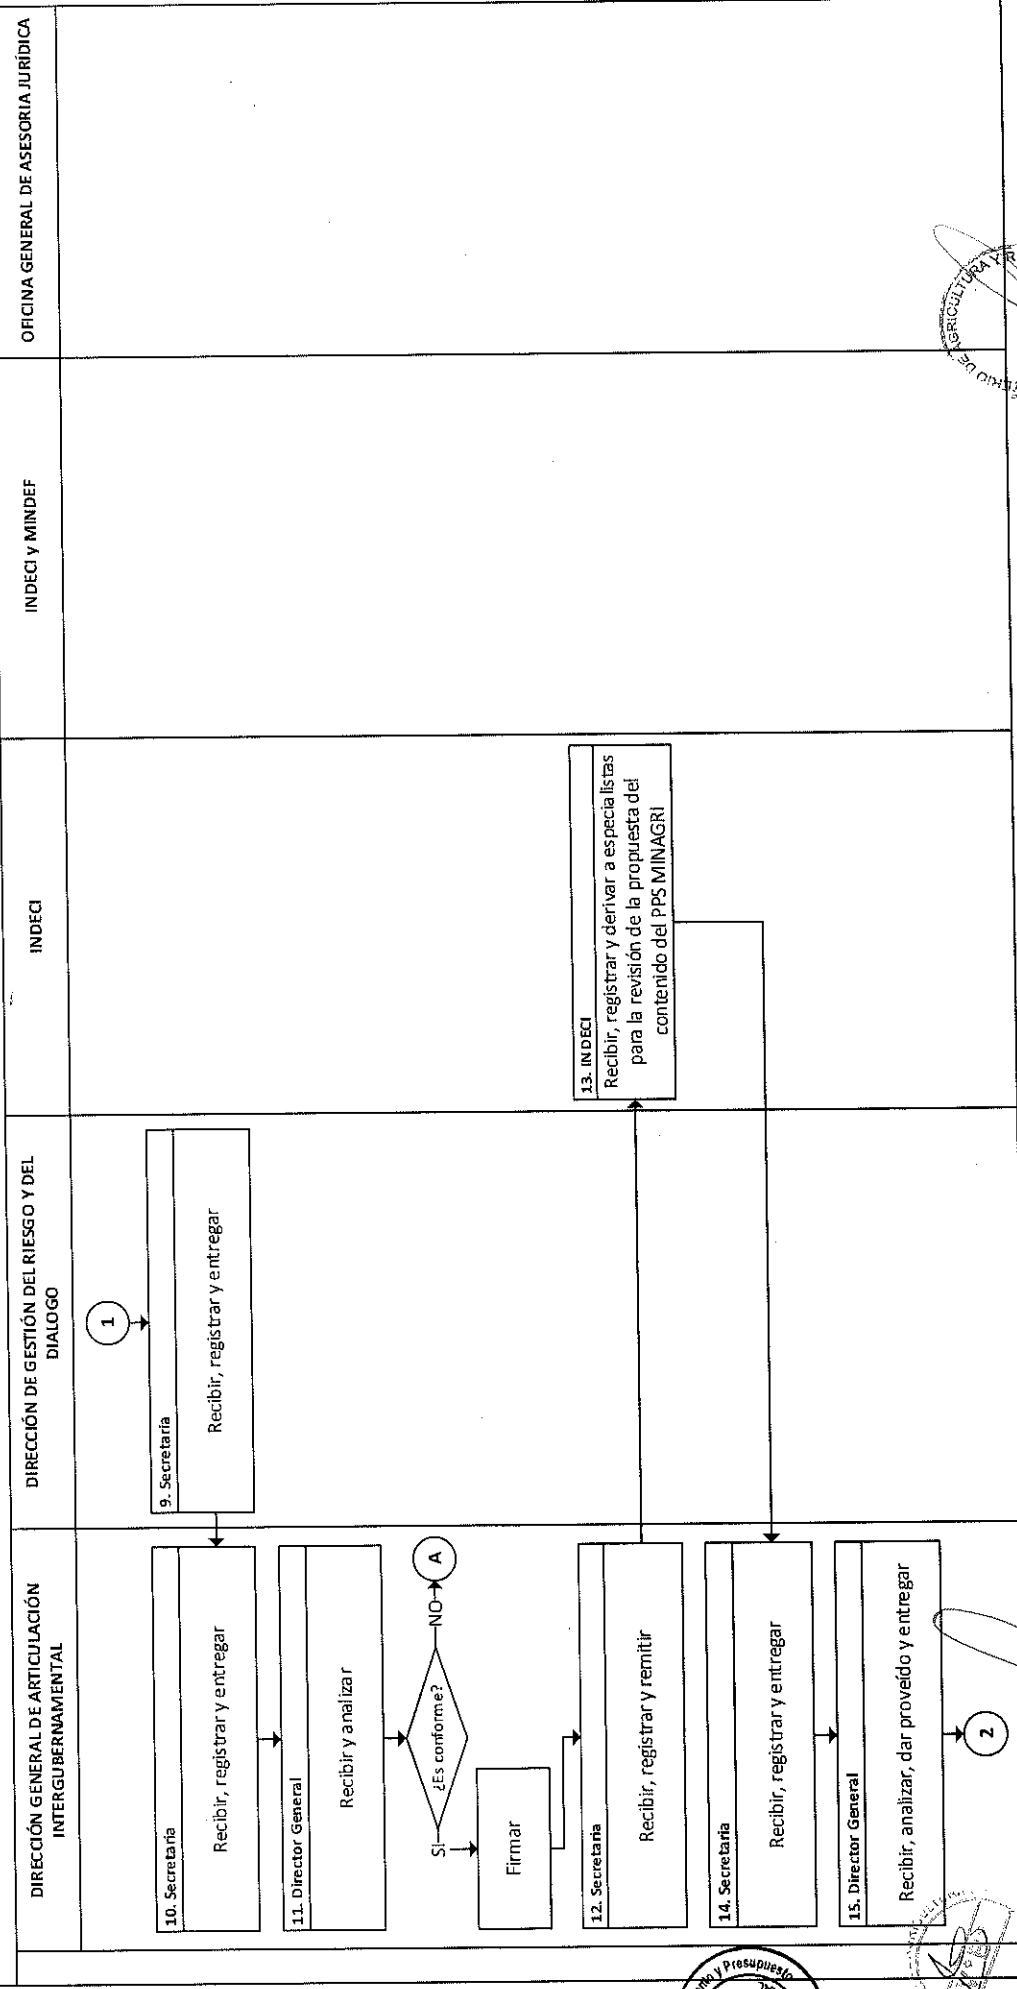 DIRECCIÓN GENERAL DE ARTICULACIÓN
INTERGUBERNAMENTAL
DIRECCIÓN DE GESTIÓN DEL RIESGO Y DEL
DIALOGO
INDECI
INDECI y MINDEF
OFICINA GENERAL DE ASESORIA JURÍDICA
1
9. Secretaria
Recibir, registrar y entregar
10. Secretaria
Recibir, registrar y entregar
11. Director General
Recibir y analizar
¿Es conforme?
SI
NO
A
Firmar
12. Secretaria
Recibir, registrar y remitir
13. INDECI
Recibir, registrar y derivar a especialistas
para la revisión de la propuesta del
contenido del PPS MINAGRI
14. Secretaria
Recibir, registrar y entregar
15. Director General
Recibir, analizar, dar proveído y entregar
2
y Presupuesto
DE AGRICULTURA Y